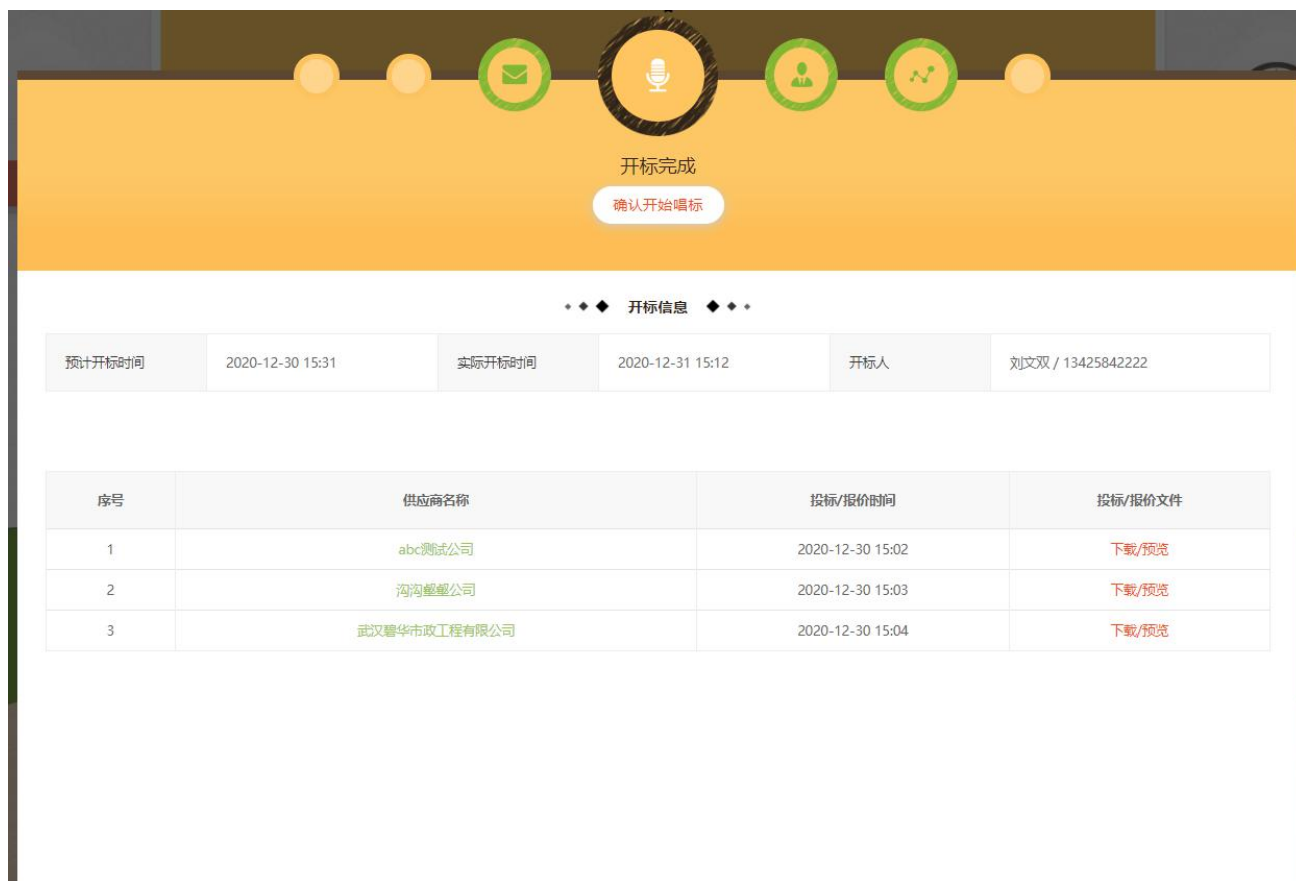 开标完成
确认开始唱标
开标信息
预计开标时间 2020-12-30 15:31 实际开标时间 2020-12-31 15:12 开标人 刘文双 / 13425842222
序号 供应商名称 投标/报价时间 投标/报价文件
1 abc测试公司 2020-12-30 15:02 下载/预览
2 沟沟壑壑公司 2020-12-30 15:03 下载/预览
3 武汉碧华市政工程有限公司 2020-12-30 15:04 下载/预览